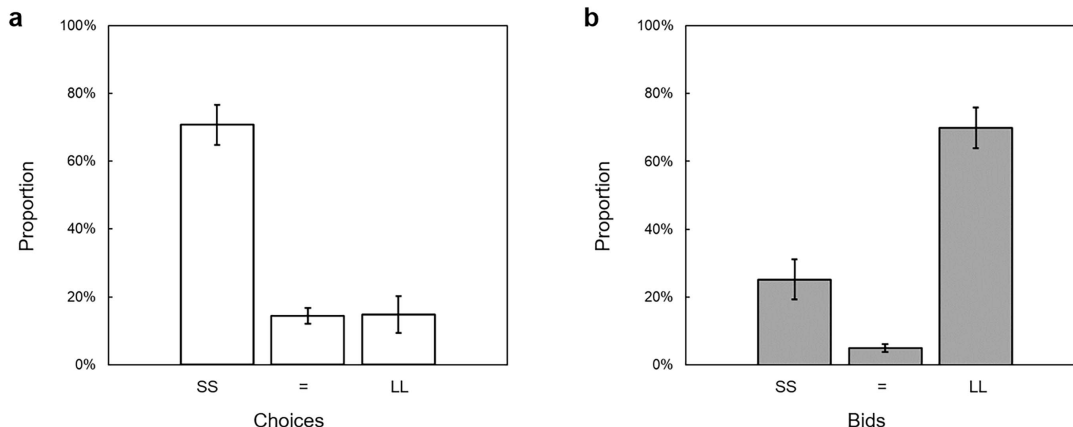 a
100%
80%
60%
40%
20%
0%
Proportion
SS = LL
Choices
b
100%
80%
60%
40%
20%
0%
Proportion
SS = LL
Bids